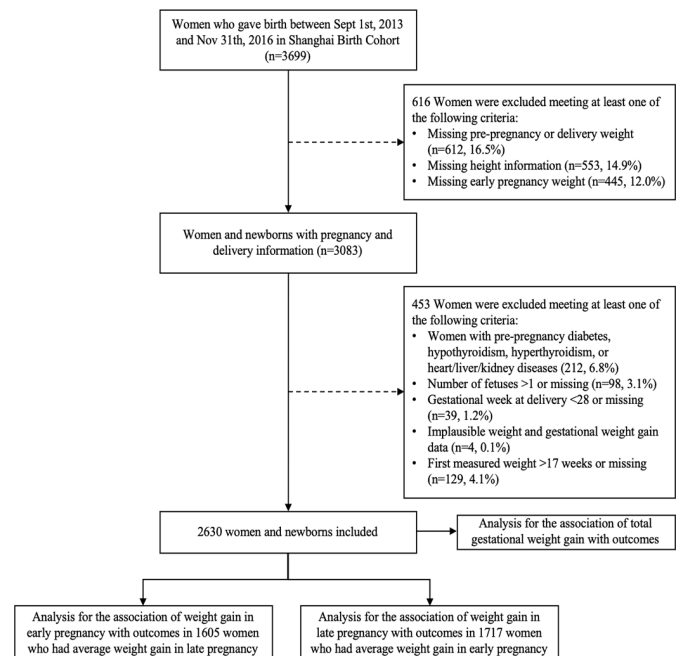 Women who gave birth between Sept 1st, 2013
and Nov 31th, 2016 in Shanghai Birth Cohort
(n=3699)
616 Women were excluded meeting at least one of
the following criteria:
• Missing pre-pregnancy or delivery weight
(n=612, 16.5%)
• Missing height information (n=553, 14.9%)
• Missing early pregnancy weight (n=445, 12.0%)
Women and newborns with pregnancy and
delivery information (n=3083)
453 Women were excluded meeting at least one of
the following criteria:
• Women with pre-pregnancy diabetes,
hypothyroidism, hyperthyroidism, or
heart/liver/kidney diseases (212, 6.8%)
• Number of fetuses >1 or missing (n=98, 3.1%)
• Gestational week at delivery <28 or missing
(n=39, 1.2%)
• Implausible weight and gestational weight gain
data (n=4, 0.1%)
• First measured weight >17 weeks or missing
(n=129, 4.1%)
2630 women and newborns included
Analysis for the association of total
gestational weight gain with outcomes
Analysis for the association of weight gain in
early pregnancy with outcomes in 1605 women
who had average weight gain in late pregnancy
Analysis for the association of weight gain in
late pregnancy with outcomes in 1717 women
who had average weight gain in early pregnancy